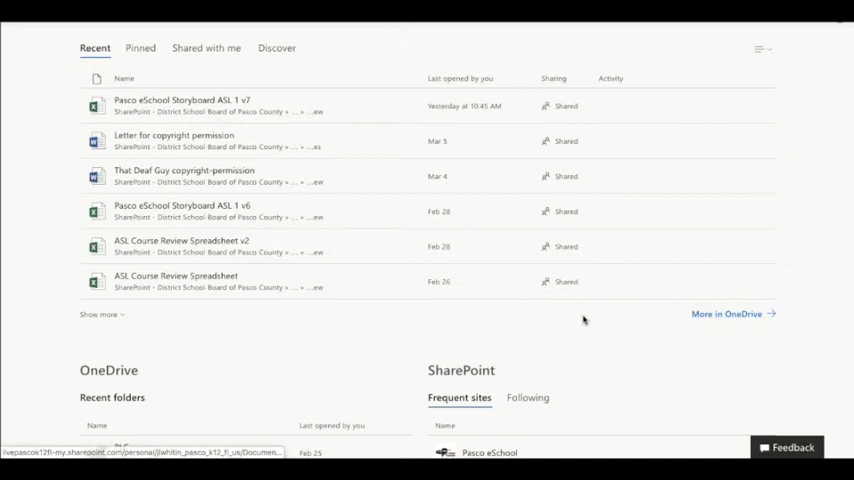 Recent Pinned Shared with me Discover
Name Last opened by you Sharing Activity
Pasco eSchool Storyboard ASL 1 v7
SharePoint - District School Board of Pasco County » ... » ...ew
Yesterday at 10:45 AM Shared
Letter for copyright permission
SharePoint - District School Board of Pasco County » ... » ...es
Mar 5 Shared
That Deaf Guy copyright-permission
SharePoint - District School Board of Pasco County » ... » ...ew
Mar 4 Shared
Pasco eSchool Storyboard ASL 1 v6
SharePoint - District School Board of Pasco County » ... » ...ew
Feb 28 Shared
ASL Course Review Spreadsheet v2
SharePoint - District School Board of Pasco County » ... » ...ew
Feb 28 Shared
ASL Course Review Spreadsheet
SharePoint - District School Board of Pasco County » ... » ...ew
Feb 26 Shared
Show more More in OneDrive
OneDrive SharePoint
Recent folders Frequent sites Following
Name Last opened by you Name
Feb 25 Pasco eSchool
livepascok12fl-my.sharepoint.com/personal/jlwhitin_pasco_k12_fl_us/Documen...
Feedback